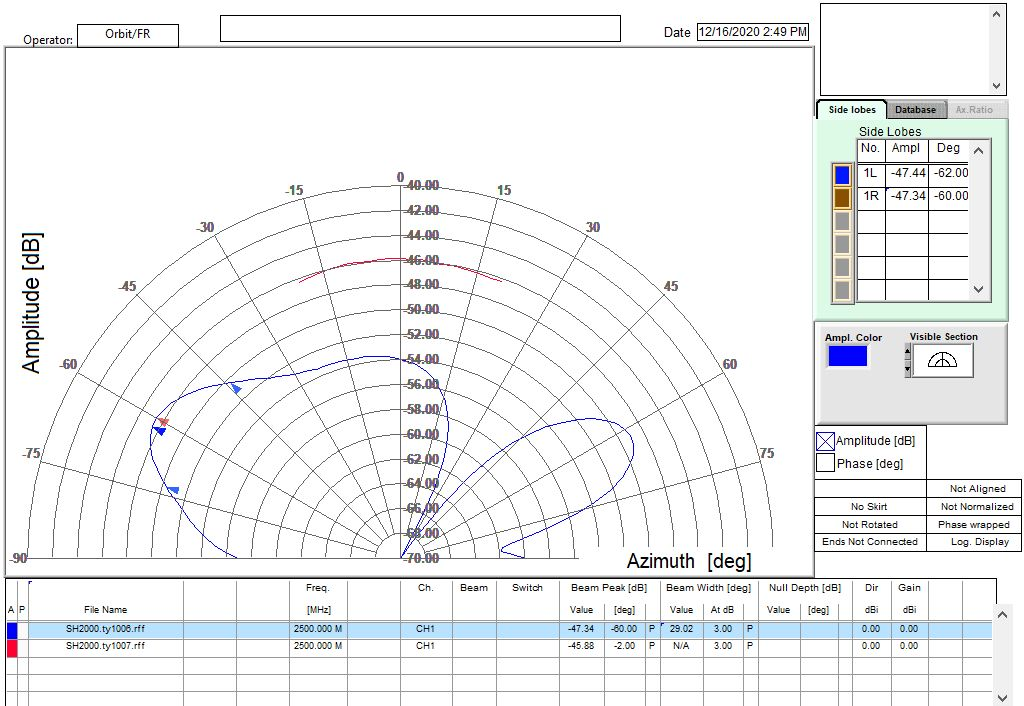 Operator: Orbit/FR
Date 12/16/2020 2:49 PM
Side lobes Database Ax.Ratio
Side Lobes
No. Ampl Deg
1L -47.44 -62.00
1R -47.34 -60.00
Ampl. Color Visible Section
Amplitude [dB]
Phase [deg]
Not Aligned
No Skirt Not Normalized
Not Rotated Phase wrapped
Ends Not Connected Log. Display
Amplitude [dB]
0
-15 15
-30 30
-45 45
-60 60
-75 75
-90
-40.00
-42.00
-44.00
-46.00
-48.00
-50.00
-52.00
-54.00
-56.00
-58.00
-60.00
-62.00
-64.00
-66.00
-68.00
-70.00
Azimuth [deg]
Freq. Ch. Beam Switch Beam Peak [dB] Beam Width [deg] Null Depth [dB] Dir Gain
A P File Name [MHz] Value [deg] Value At dB Value [deg] dBi dBi
SH2000.ty1006.rff 2500.000 M CH1 -47.34 -60.00 P 29.02 3.00 P 0.00 0.00
SH2000.ty1007.rff 2500.000 M CH1 -45.88 -2.00 P N/A 3.00 P 0.00 0.00